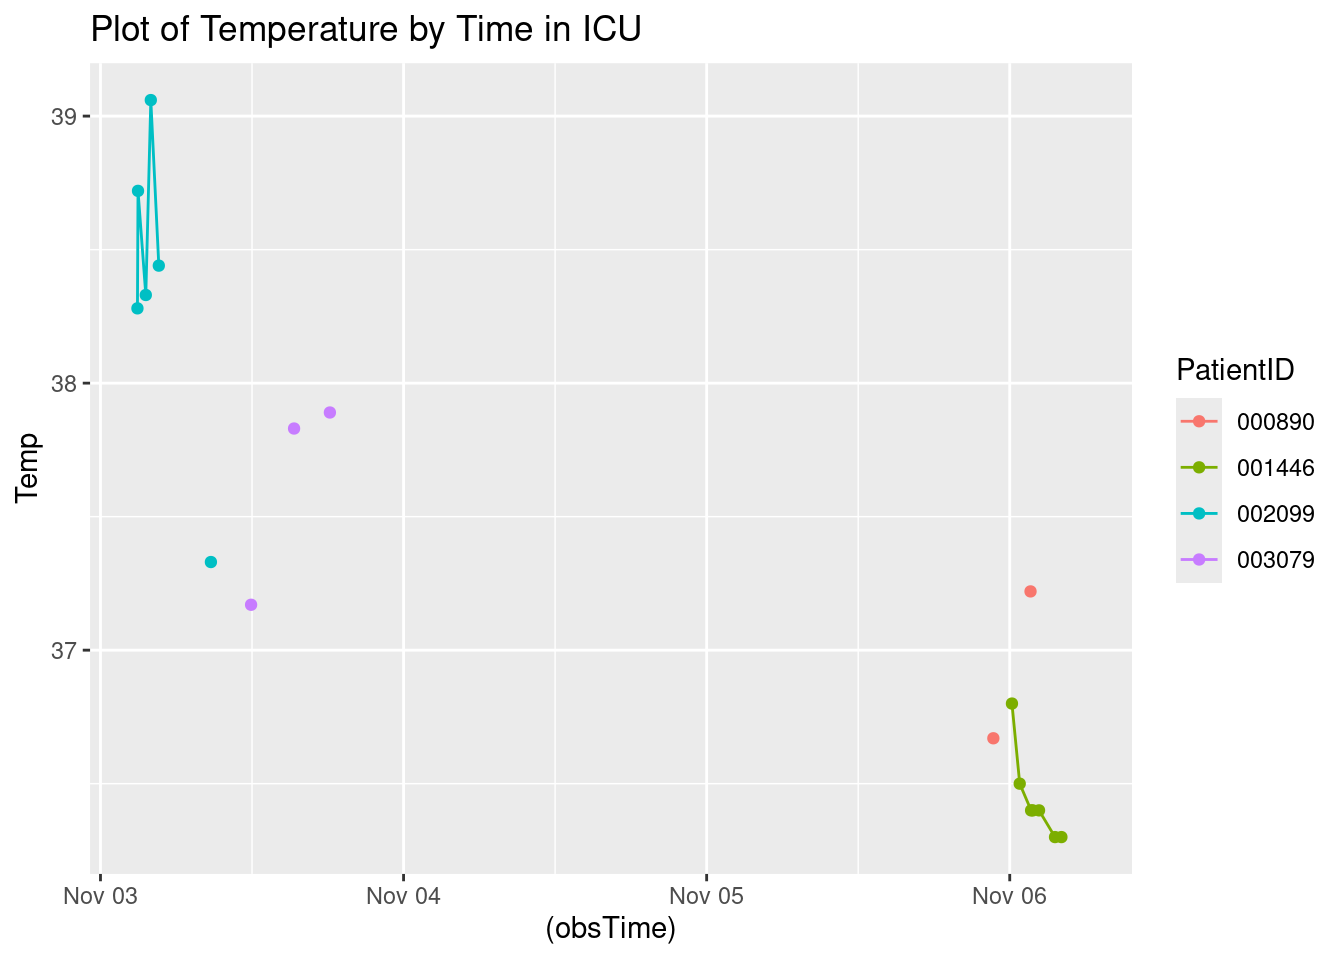 Plot of Temperature by Time in ICU
39
38
37
Temp
Nov 03
Nov 04
Nov 05
Nov 06
(obsTime)
PatientID
000890
001446
002099
003079